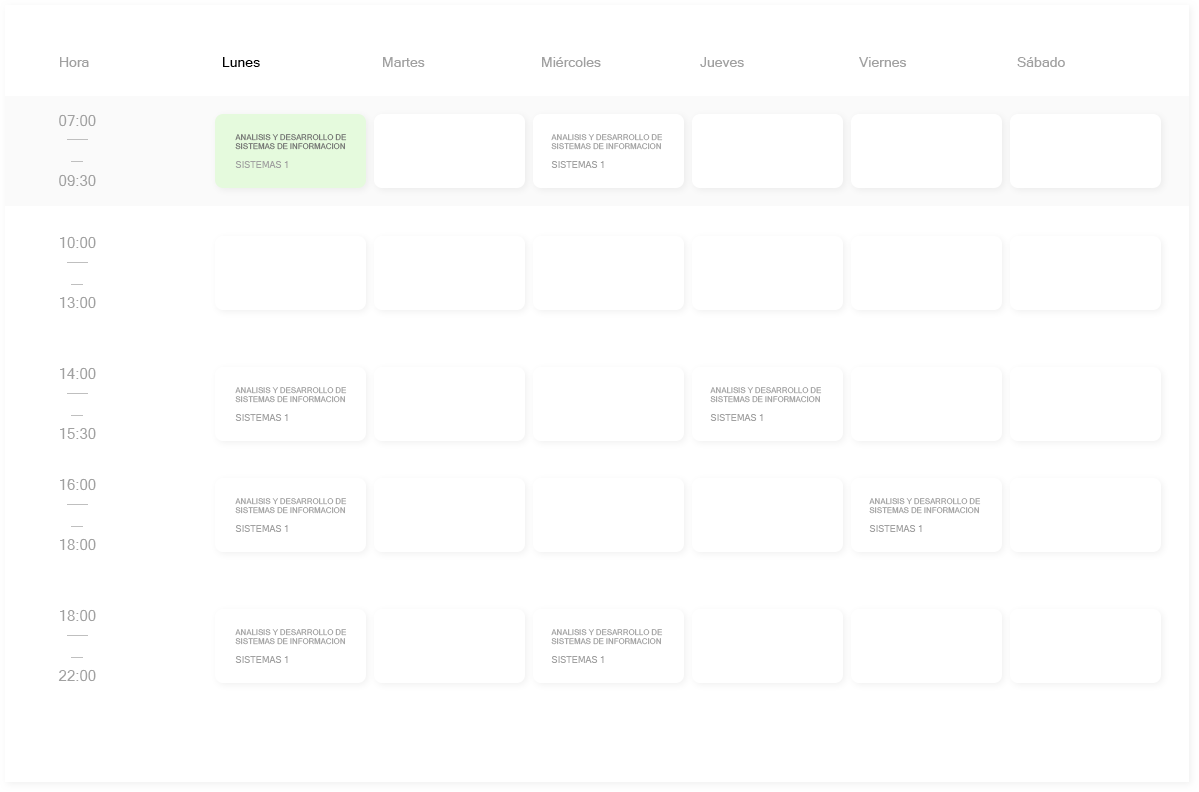 Hora Lunes Martes Miércoles Jueves Viernes Sábado
07:00
09:30
ANALISIS Y DESARROLLO DE
SISTEMAS DE INFORMACION
SISTEMAS 1
ANALISIS Y DESARROLLO DE
SISTEMAS DE INFORMACION
SISTEMAS 1
10:00
13:00
14:00
15:30
ANALISIS Y DESARROLLO DE
SISTEMAS DE INFORMACION
SISTEMAS 1
ANALISIS Y DESARROLLO DE
SISTEMAS DE INFORMACION
SISTEMAS 1
16:00
18:00
ANALISIS Y DESARROLLO DE
SISTEMAS DE INFORMACION
SISTEMAS 1
ANALISIS Y DESARROLLO DE
SISTEMAS DE INFORMACION
SISTEMAS 1
18:00
22:00
ANALISIS Y DESARROLLO DE
SISTEMAS DE INFORMACION
SISTEMAS 1
ANALISIS Y DESARROLLO DE
SISTEMAS DE INFORMACION
SISTEMAS 1